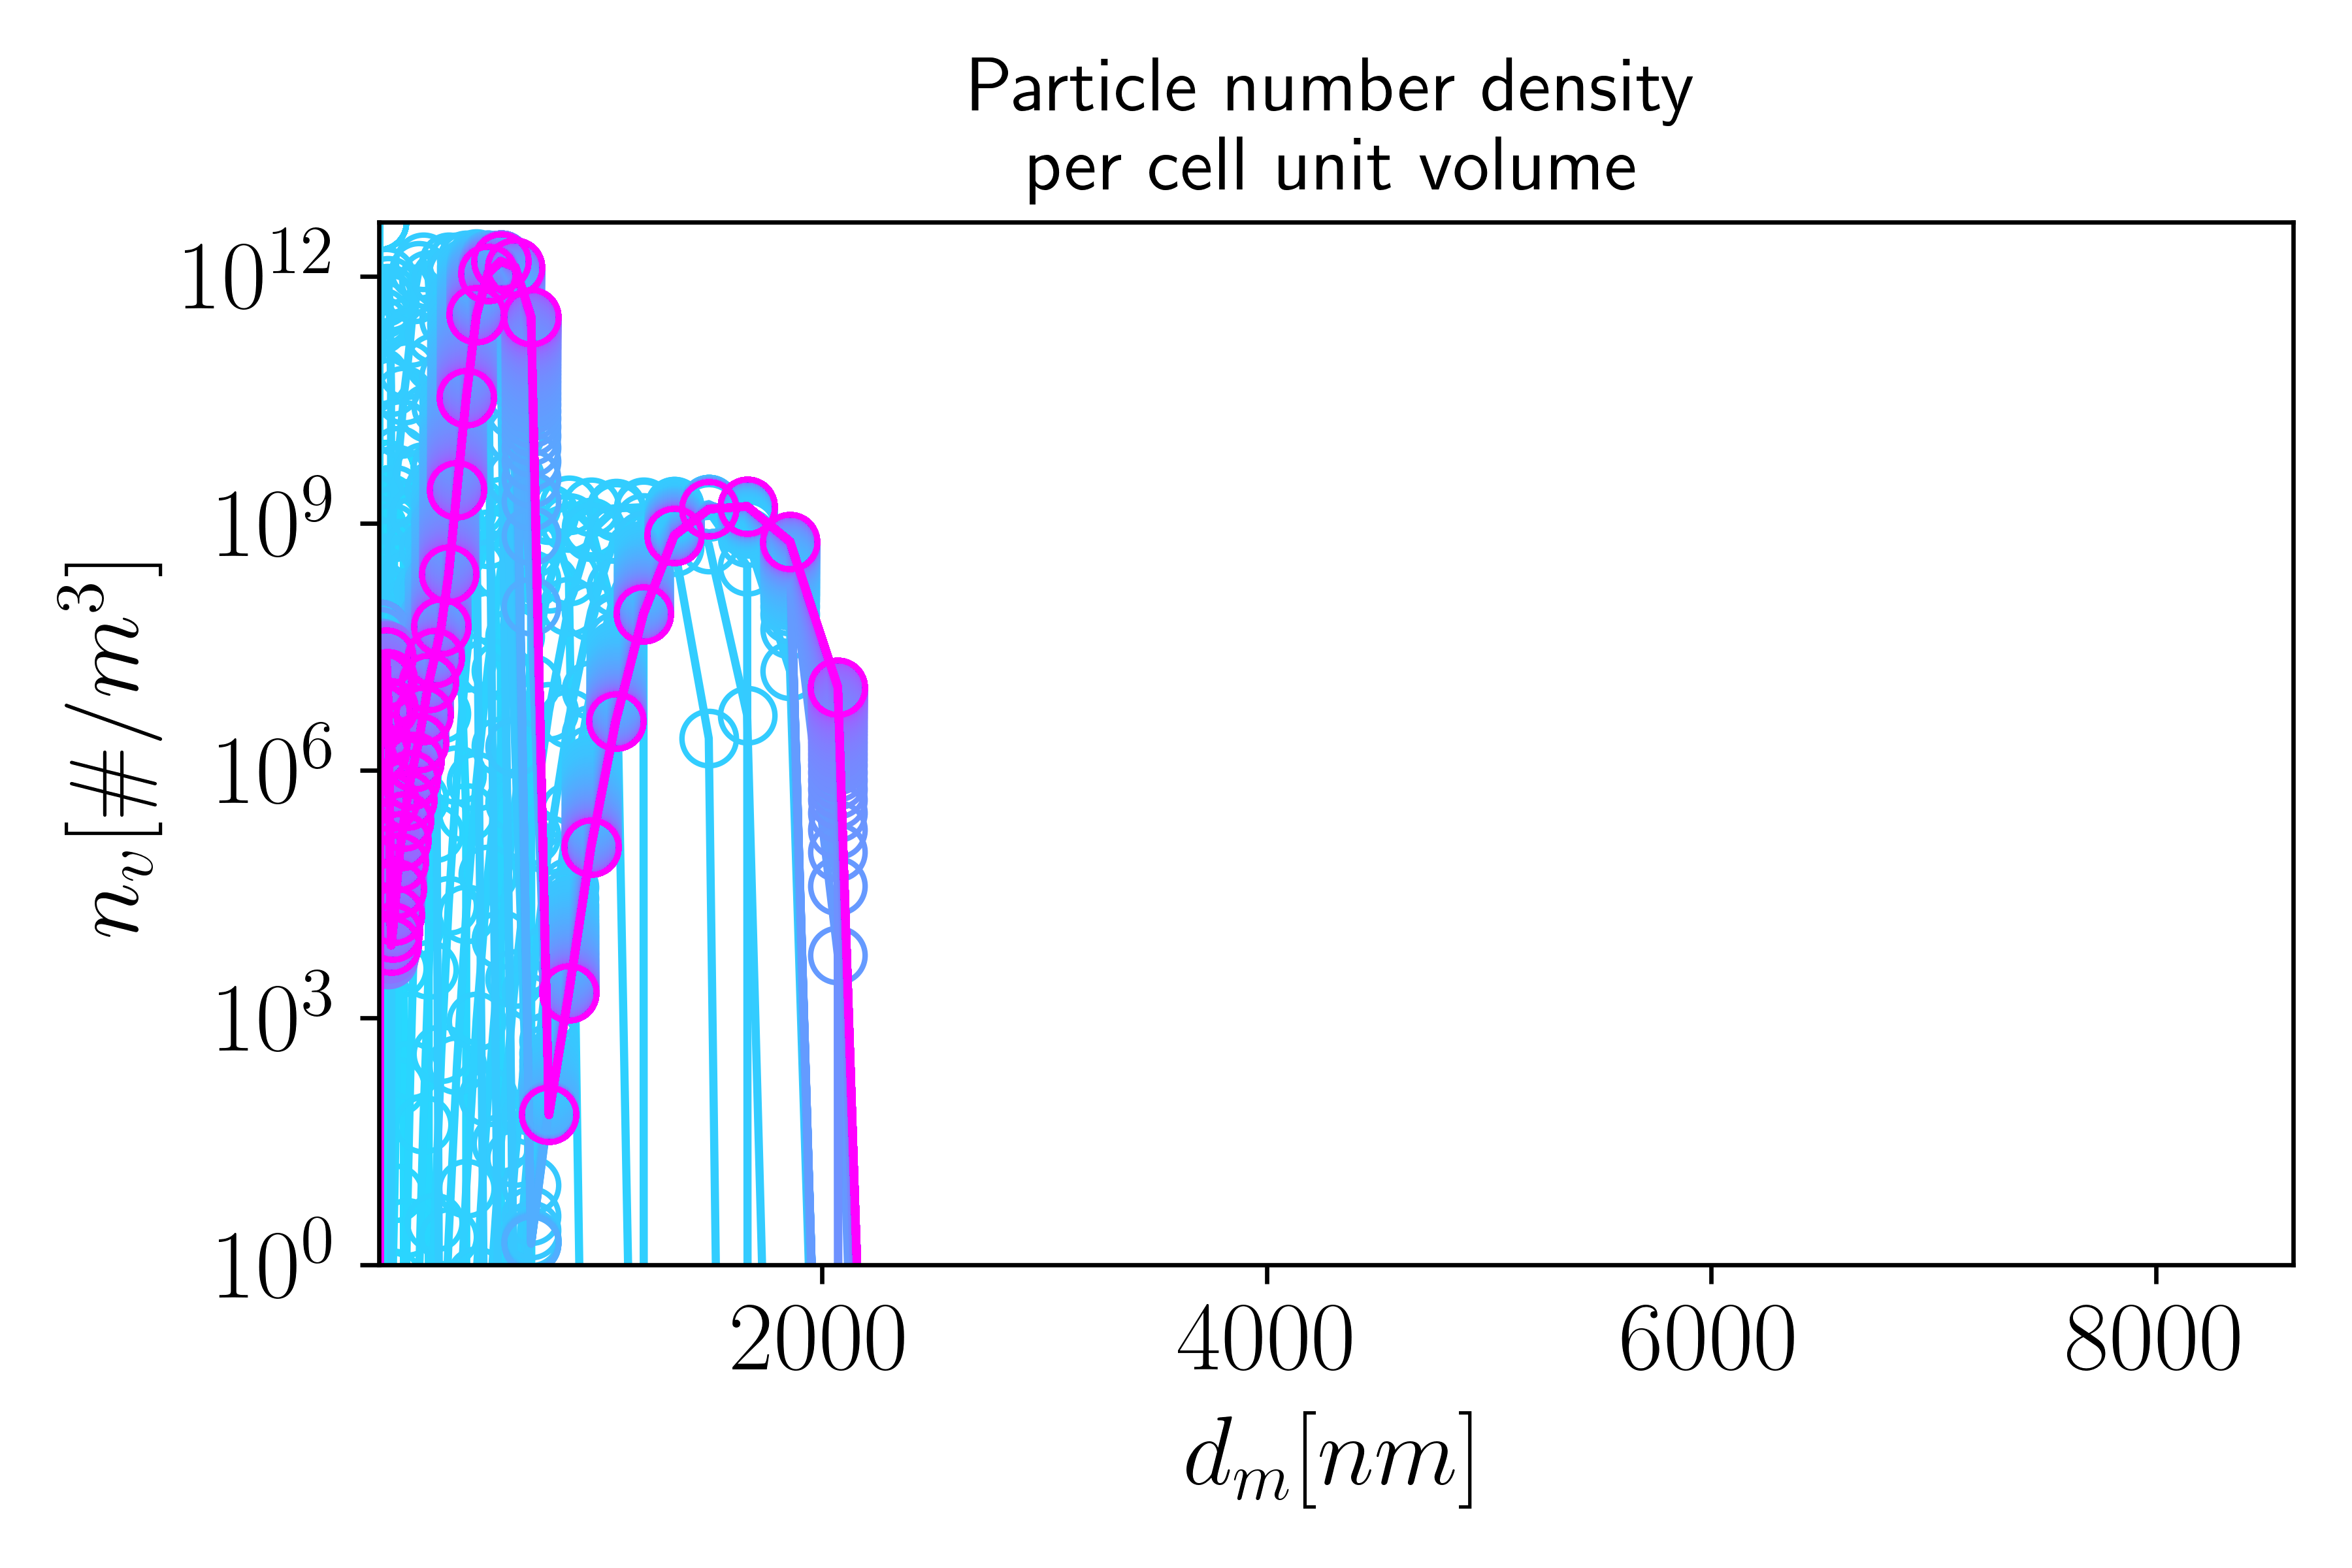 Particle number density
per cell unit volume
10^12
10^9
10^6
10^3
10^0
n_v[#//m^3]
2000 4000 6000 8000
d_m[nm]